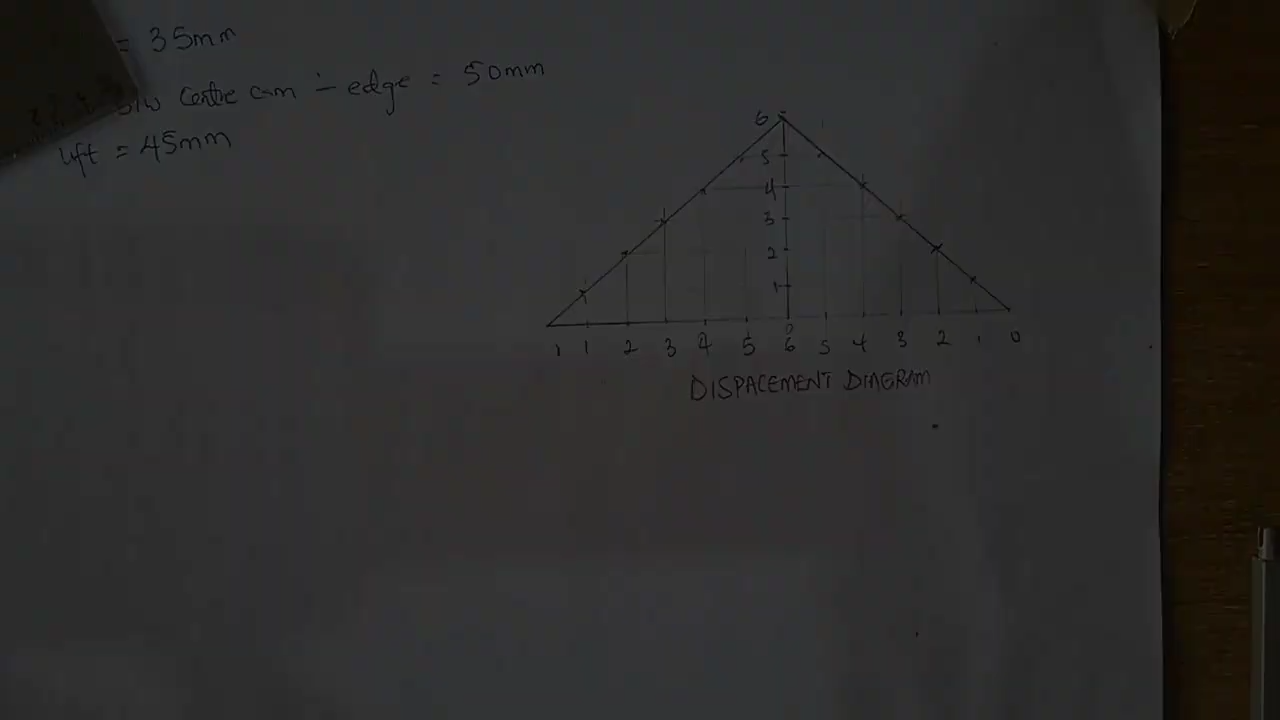 = 35mm
b/w Centre cam - edge = 50mm
lift = 45mm
6
5
4
3
2
1
0
1 1 2 3 4 5 6 5 4 3 2 1 0
DISPACEMENT DIAGRAM